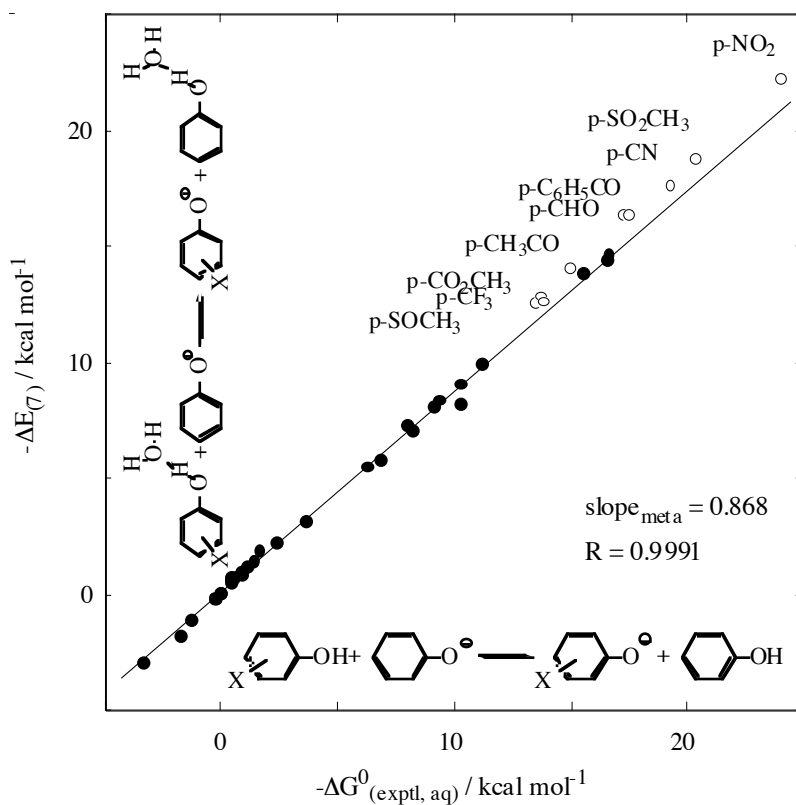 p-NO2
p-SO2CH3
p-CN
p-C6H5CO
p-CHO
p-CH3CO
p-CO2CH3
p-CF3
p-SOCH3
20
10
0
-ΔE(7) / kcal mol-1
H
O·H
H
O
+
⊖
O
X
⊖
O
+
H
O·H
H
O
X
slopemeta = 0.868
R = 0.9991
X
OH
+
O
⊖
X
O
⊖
+
OH
0
10
20
-ΔG0(exptl, aq) / kcal mol-1